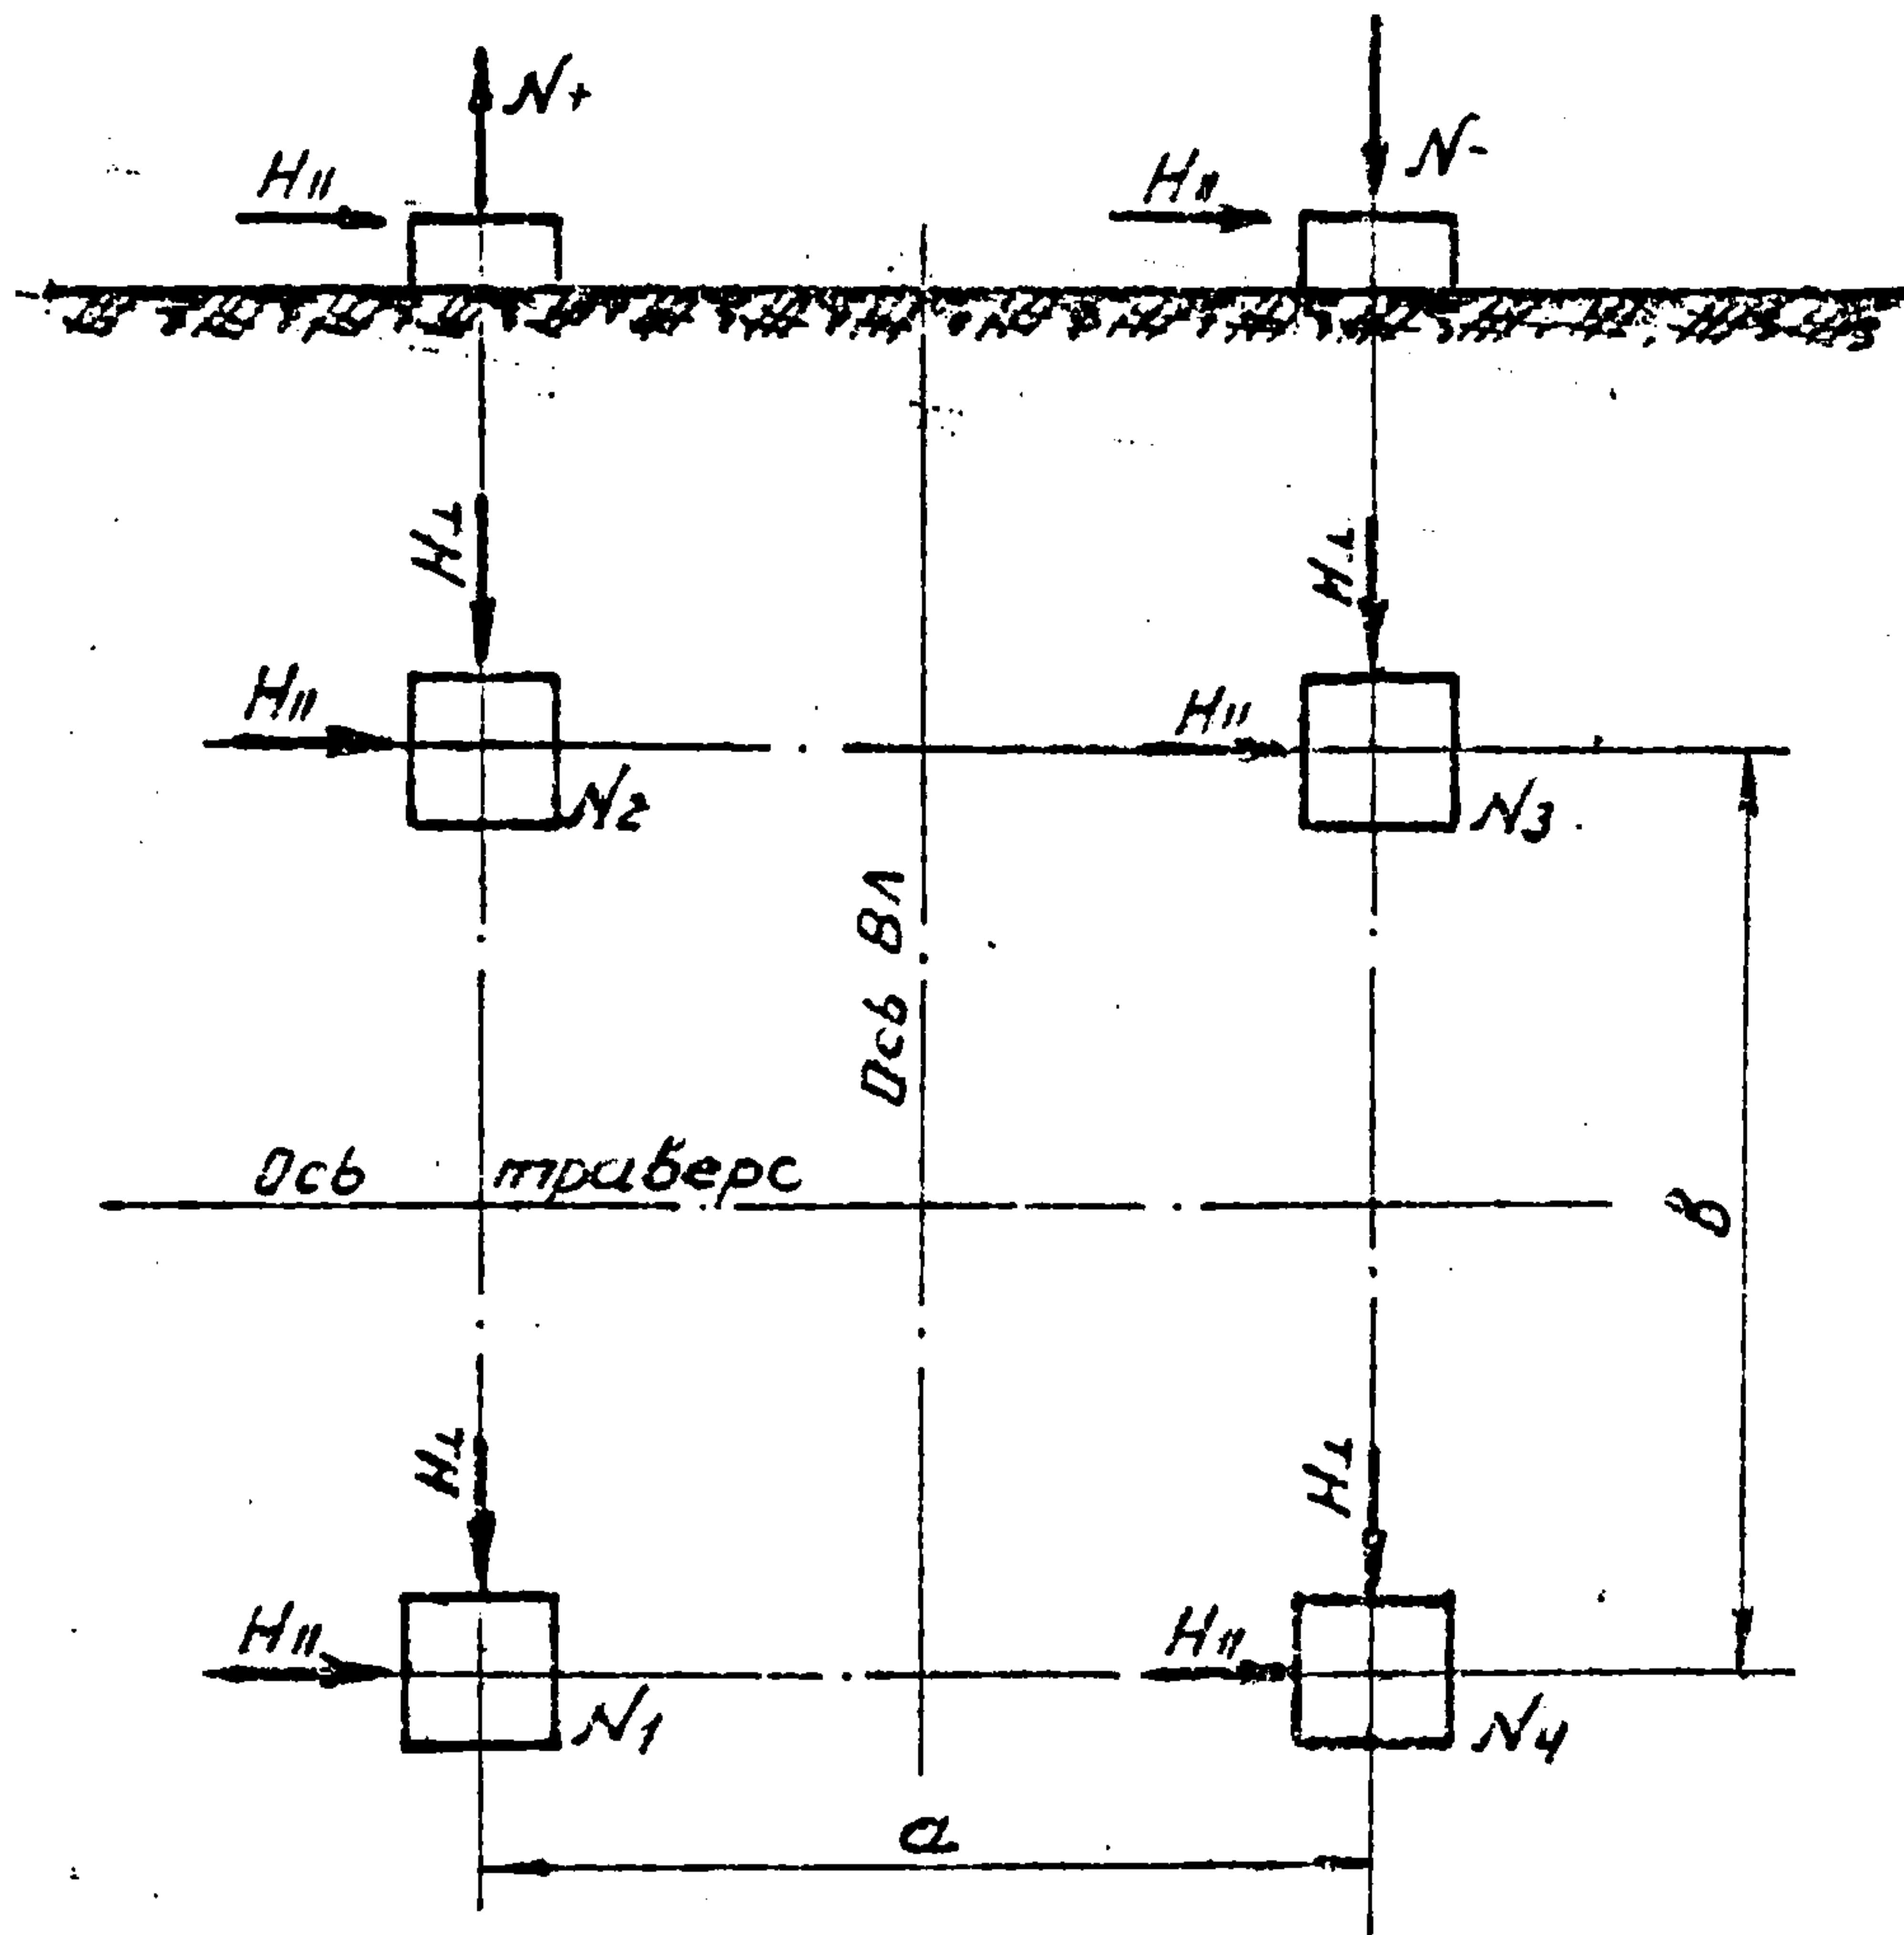 N+
N-
H||
H||
H⊥
H⊥
H||
H||
N2
N3
Ось ВЛ
Ось траверс
б
H⊥
H⊥
H||
H||
N1
N4
а